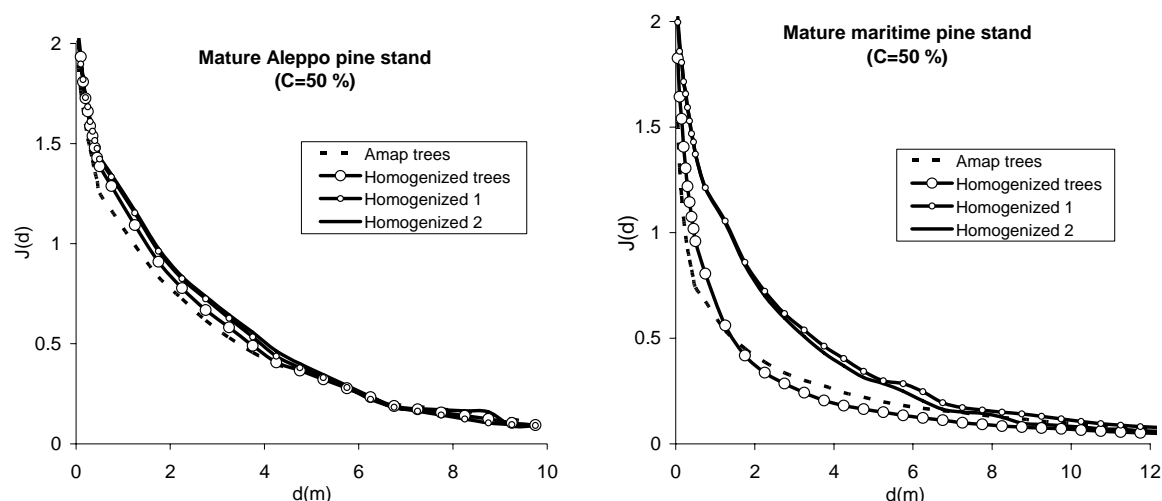 Mature Aleppo pine stand
(C=50 %)
Amap trees
Homogenized trees
Homogenized 1
Homogenized 2
J(d)
2
1.5
1
0.5
0
0
2
4
6
8
10
d(m)
Mature maritime pine stand
(C=50 %)
Amap trees
Homogenized trees
Homogenized 1
Homogenized 2
J(d)
2
1.5
1
0.5
0
0
2
4
6
8
10
12
d(m)